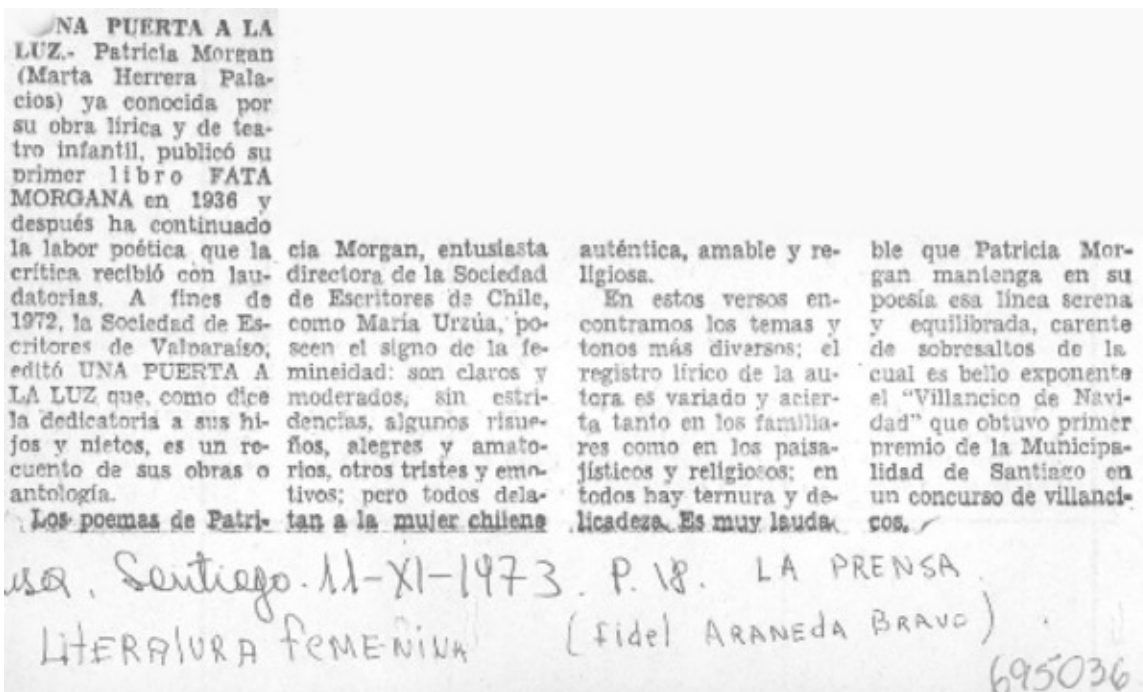 UNA PUERTA A LA
LUZ.- Patricia Morgan
(Marta Herrera Pala-
cios) ya conocida por
su obra lírica y de tea-
tro infantil, publicó su
primer libro FATA
MORGANA en 1936 y
después ha continuado
la labor poética que la
crítica recibió con lau-
datorias. A fines de
1972, la Sociedad de Es-
critores de Valparaíso,
editó UNA PUERTA A
LA LUZ que, como dice
la dedicatoria a sus hi-
jos y nietos, es un re-
cuento de sus obras o
antología.
Los poemas de Patri-
cia Morgan, entusiasta
directora de la Sociedad
de Escritores de Chile,
como María Urzúa, po-
seen el signo de la fe-
mineidad: son claros y
moderados, sin estri-
dencias, algunos risue-
ños, alegres y amato-
rios, otros tristes y emo-
tivos; pero todos dela-
tan a la mujer chilena
auténtica, amable y re-
ligiosa.
En estos versos en-
contramos los temas y
tonos más diversos; el
registro lírico de la au-
tora es variado y acier-
ta tanto en los familia-
res como en los paisa-
jísticos y religiosos; en
todos hay ternura y de-
licadeza. Es muy lauda-
ble que Patricia Mor-
gan mantenga en su
poesía esa línea serena
y equilibrada, carente
de sobresaltos de la
cual es bello exponente
el "Villancico de Navi-
dad" que obtuvo primer
premio de la Municipa-
lidad de Santiago en
un concurso de villanci-
cos.
Santiago. 11-XI-1973. P. 18. LA PRENSA
LITERATURA FEMENINA (Fidel ARANEDA BRAVO)
695036